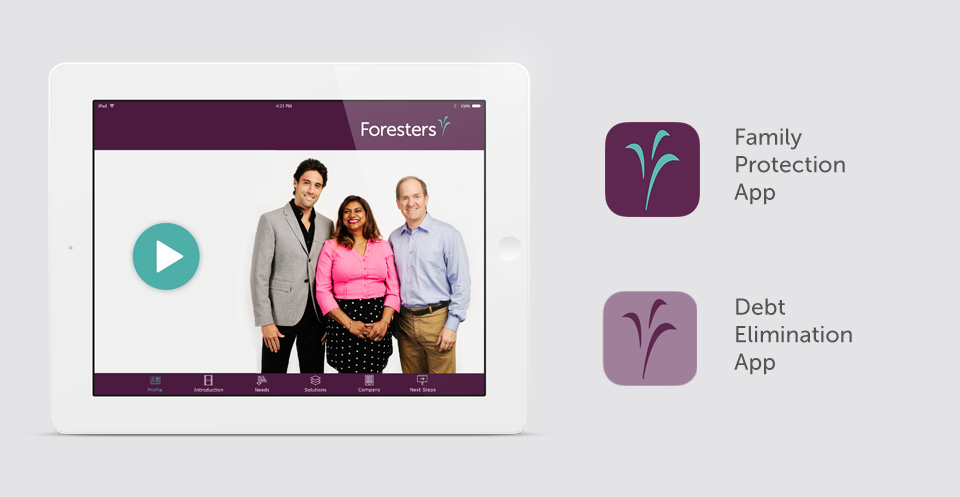 iPad
4:21 PM
100%
Foresters
Profile
Introduction
Needs
Solutions
Company
Next Steps
Family
Protection
App
Debt
Elimination
App